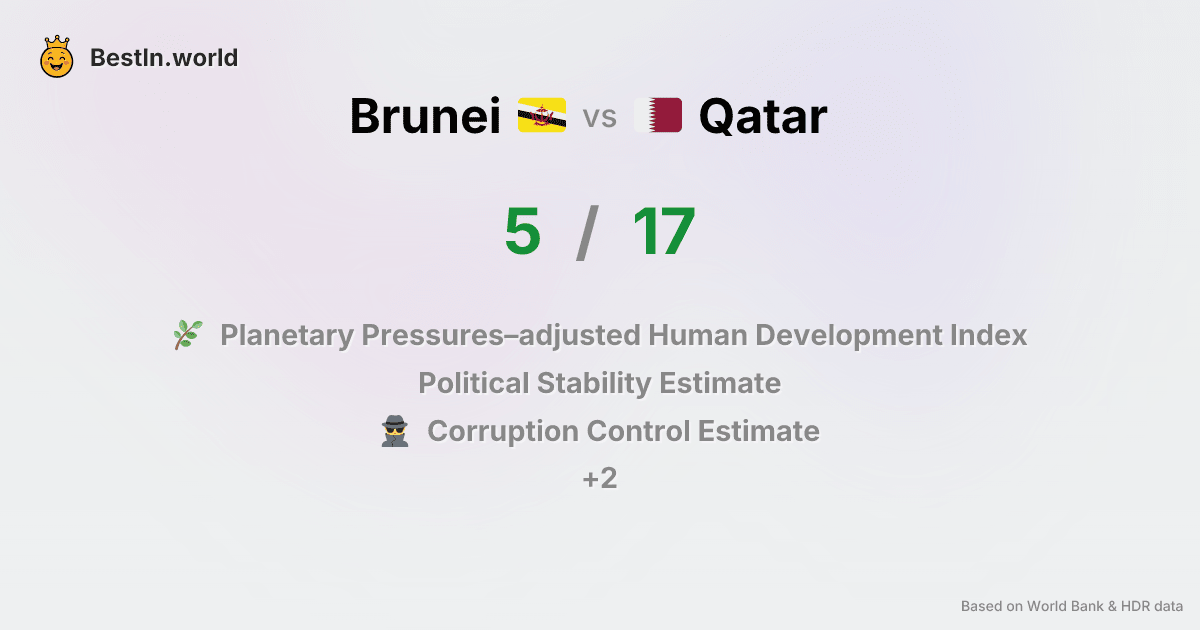 BestIn.world
Brunei vs Qatar
5 / 17
Planetary Pressures–adjusted Human Development Index
Political Stability Estimate
Corruption Control Estimate
+2
Based on World Bank & HDR data